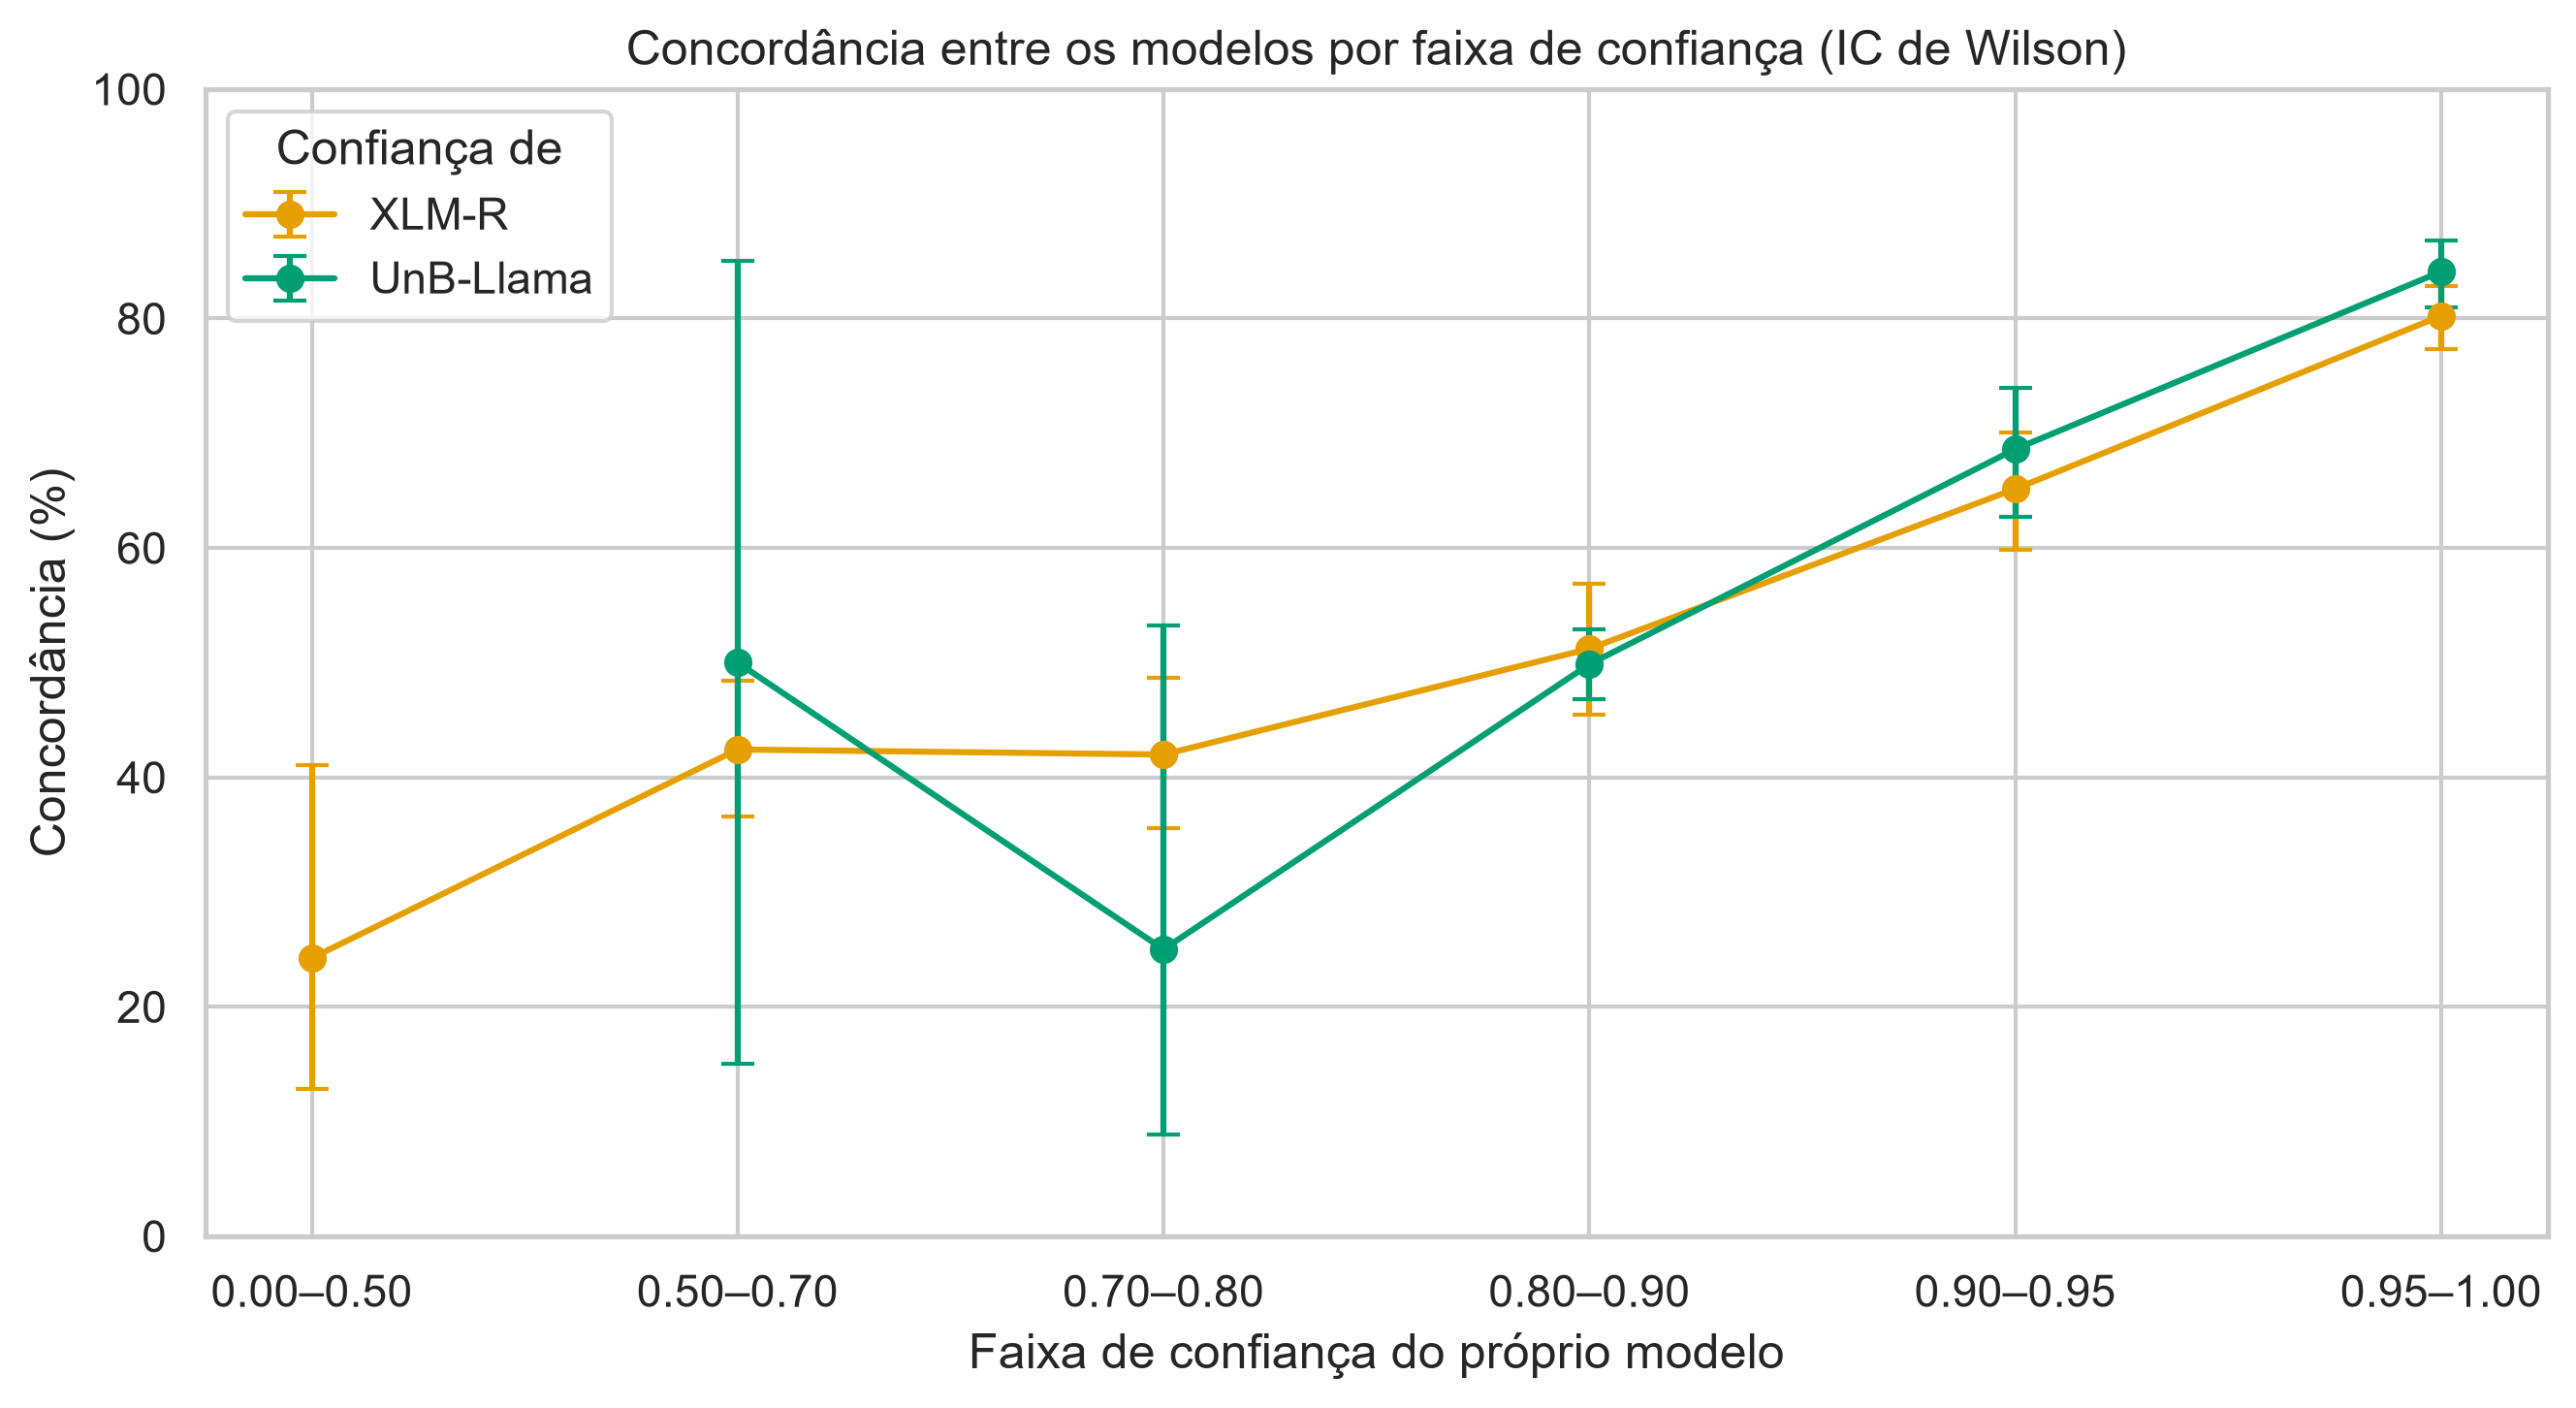 Concordância entre os modelos por faixa de confiança (IC de Wilson)
Confiança de
XLM-R
UnB-Llama
Concordância (%)
100
80
60
40
20
0
0.00–0.50
0.50–0.70
0.70–0.80
0.80–0.90
0.90–0.95
0.95–1.00
Faixa de confiança do próprio modelo